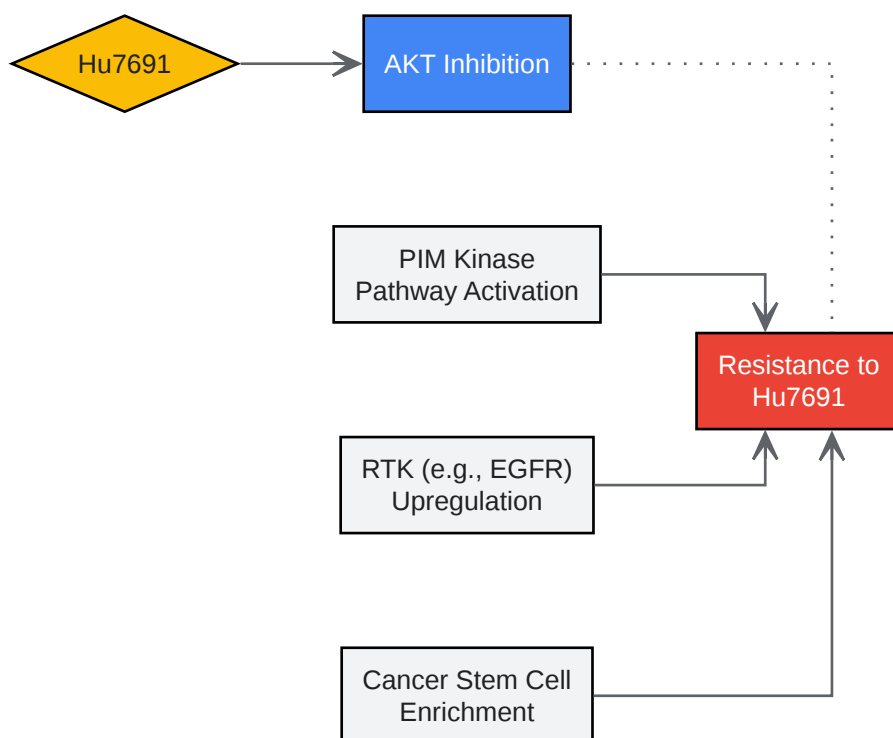 Hu7691
AKT Inhibition
PIM Kinase
Pathway Activation
Resistance to
Hu7691
RTK (e.g., EGFR)
Upregulation
Cancer Stem Cell
Enrichment